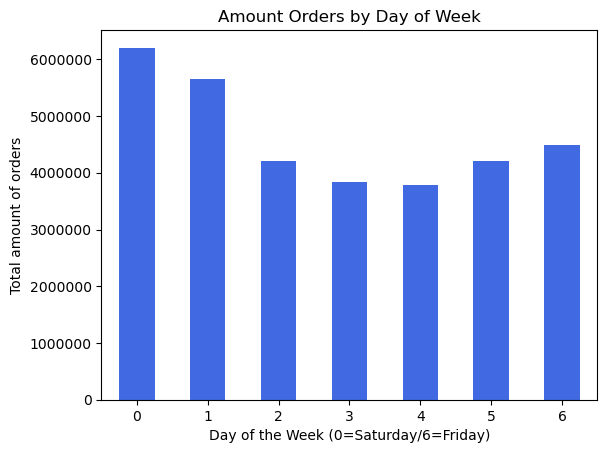 Amount Orders by Day of Week
Total amount of orders
6000000
5000000
4000000
3000000
2000000
1000000
0
0 1 2 3 4 5 6
Day of the Week (0=Saturday/6=Friday)